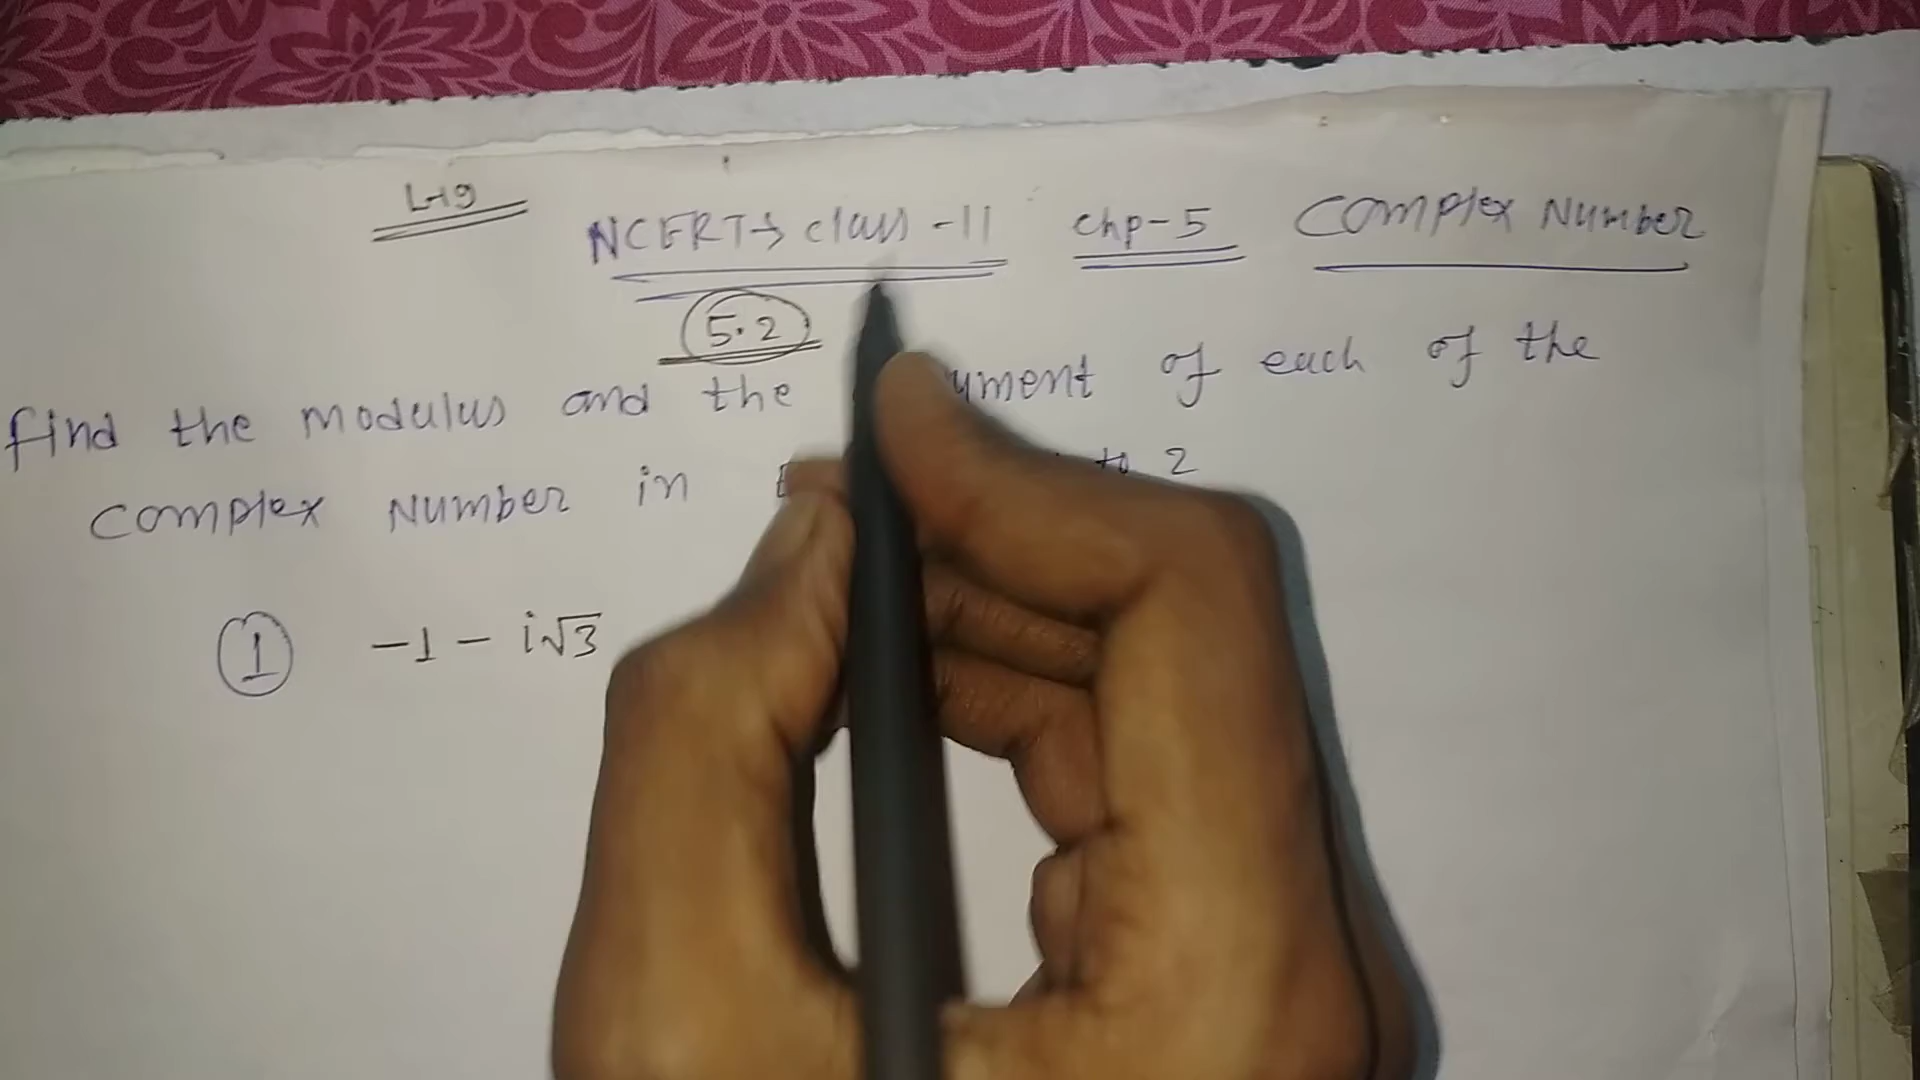 L-19
NCERT → class - 11 chp-5 Complex Number
5.2
find the modulus and the of each of the
Complex Number in to 2
1 -1 - i√3